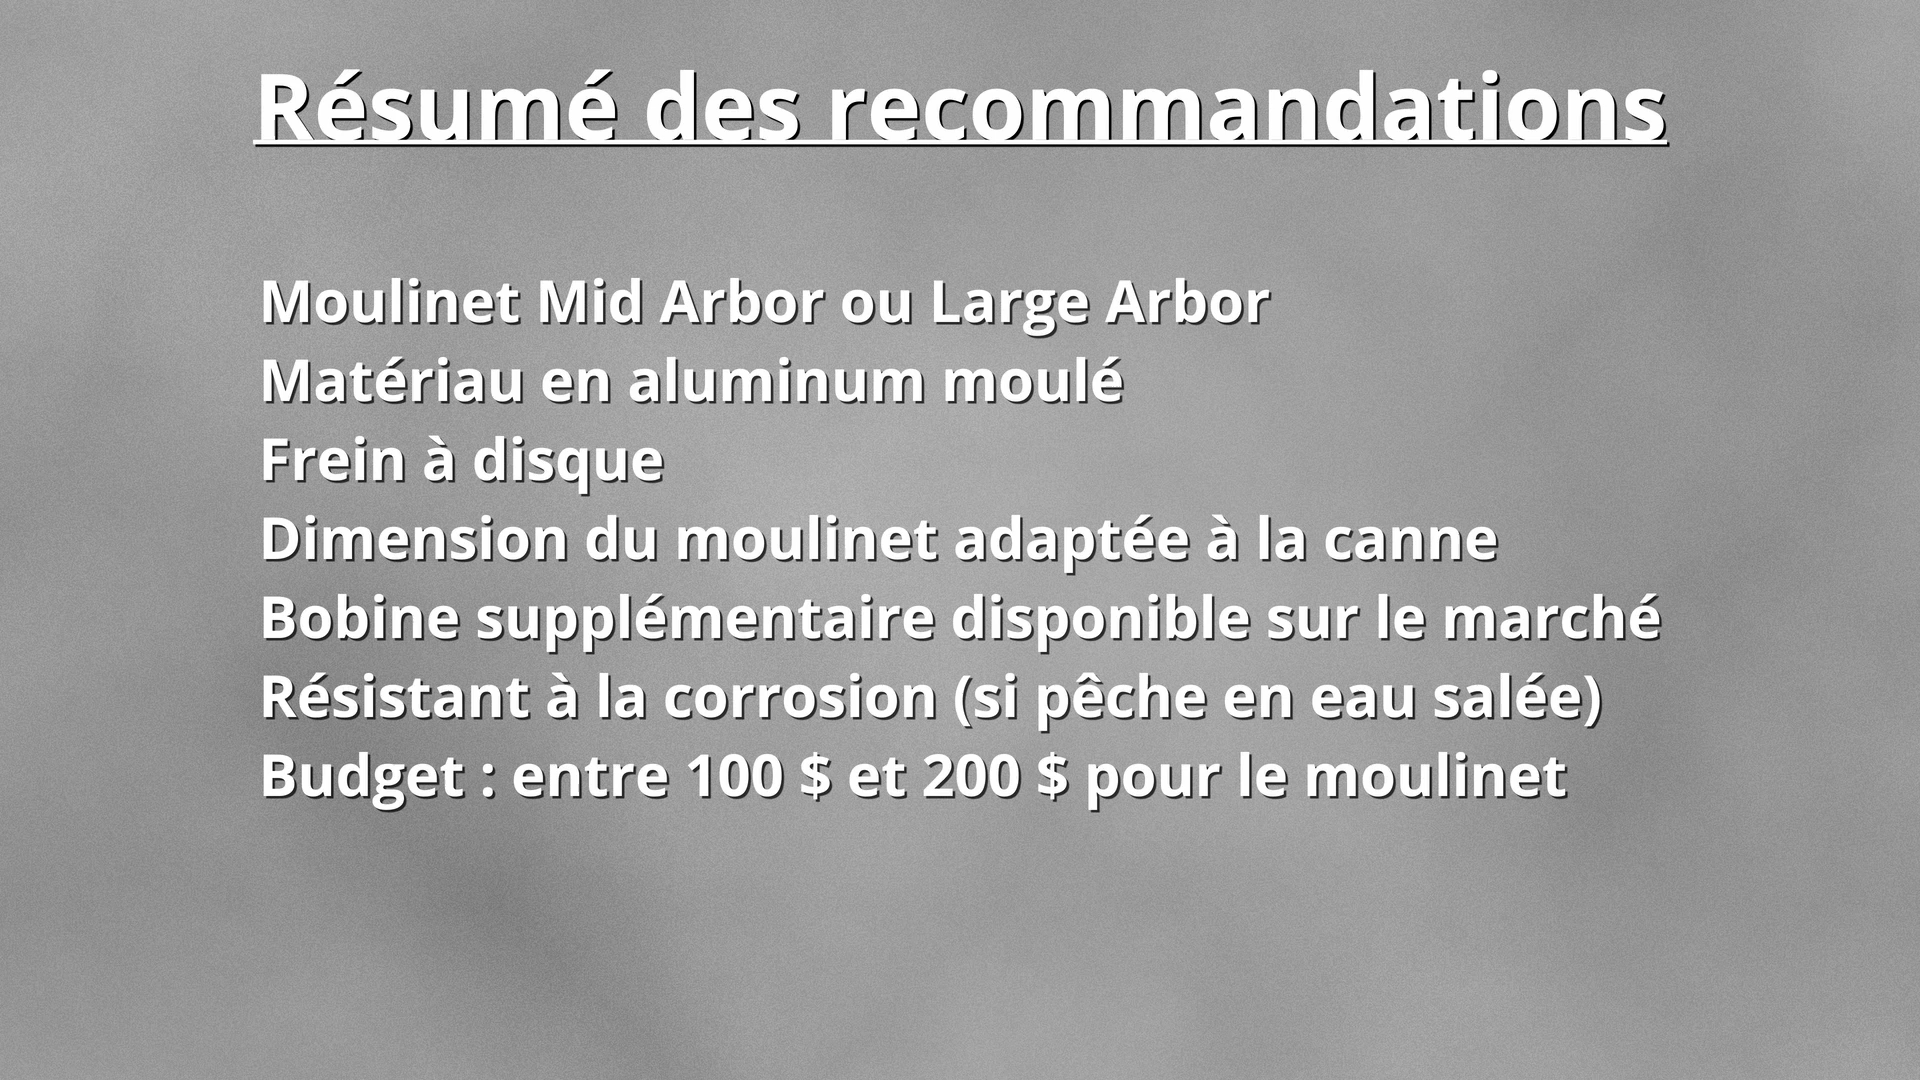 Résumé des recommandations
Moulinet Mid Arbor ou Large Arbor
Matériau en aluminum moulé
Frein à disque
Dimension du moulinet adaptée à la canne
Bobine supplémentaire disponible sur le marché
Résistant à la corrosion (si pêche en eau salée)
Budget : entre 100 $ et 200 $ pour le moulinet